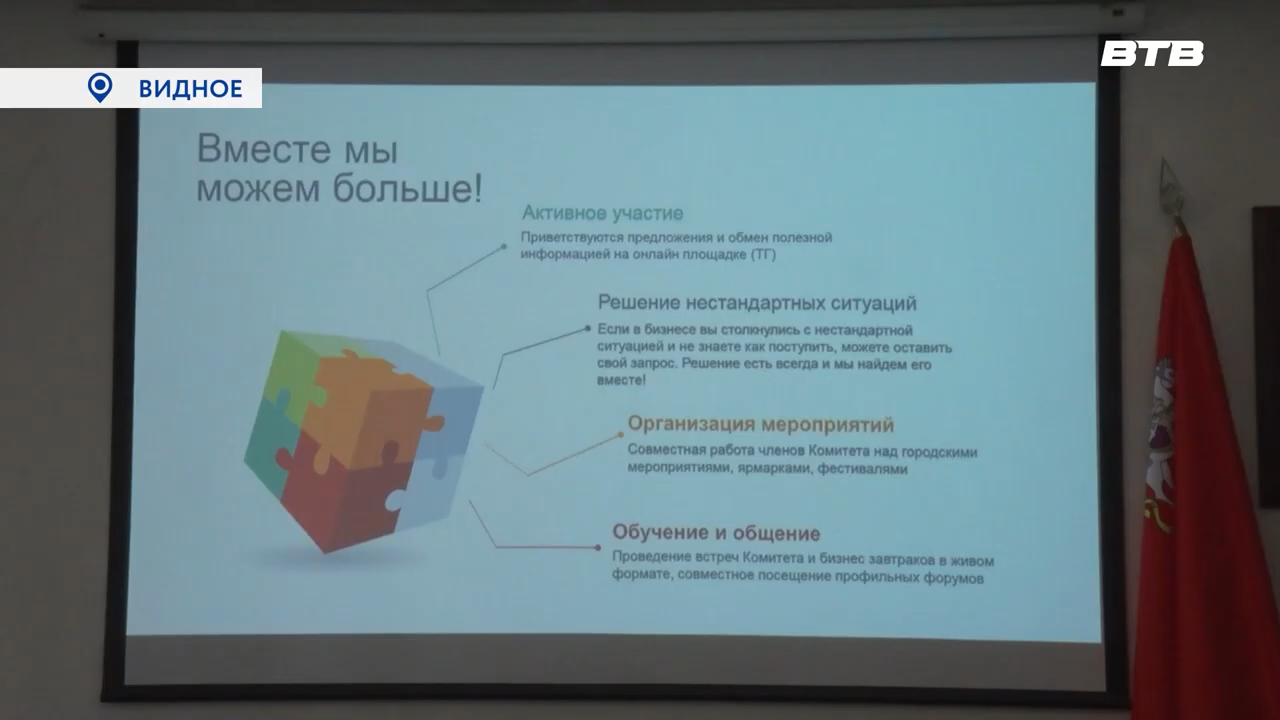 ВТВ
ВИДНОЕ
Вместе мы
можем больше!
Активное участие
Приветствуются предложения и обмен полезной
информацией на онлайн площадке (ТГ)
Решение нестандартных ситуаций
Если в бизнесе вы столкнулись с нестандартной
ситуацией и не знаете как поступить, можете оставить
свой запрос. Решение есть всегда и мы найдем его
вместе!
Организация мероприятий
Совместная работа членов Комитета над городскими
мероприятиями, ярмарками, фестивалями
Обучение и общение
Проведение встреч Комитета и бизнес завтраков в живом
формате, совместное посещение профильных форумов